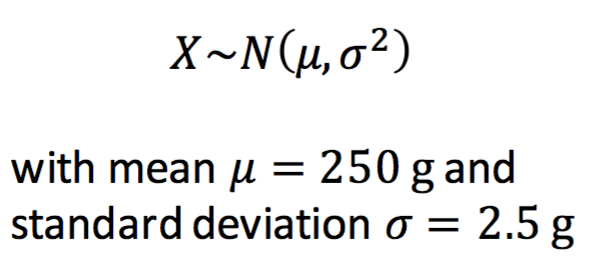 X~N(μ, σ²)
with mean μ = 250 g and
standard deviation σ = 2.5 g